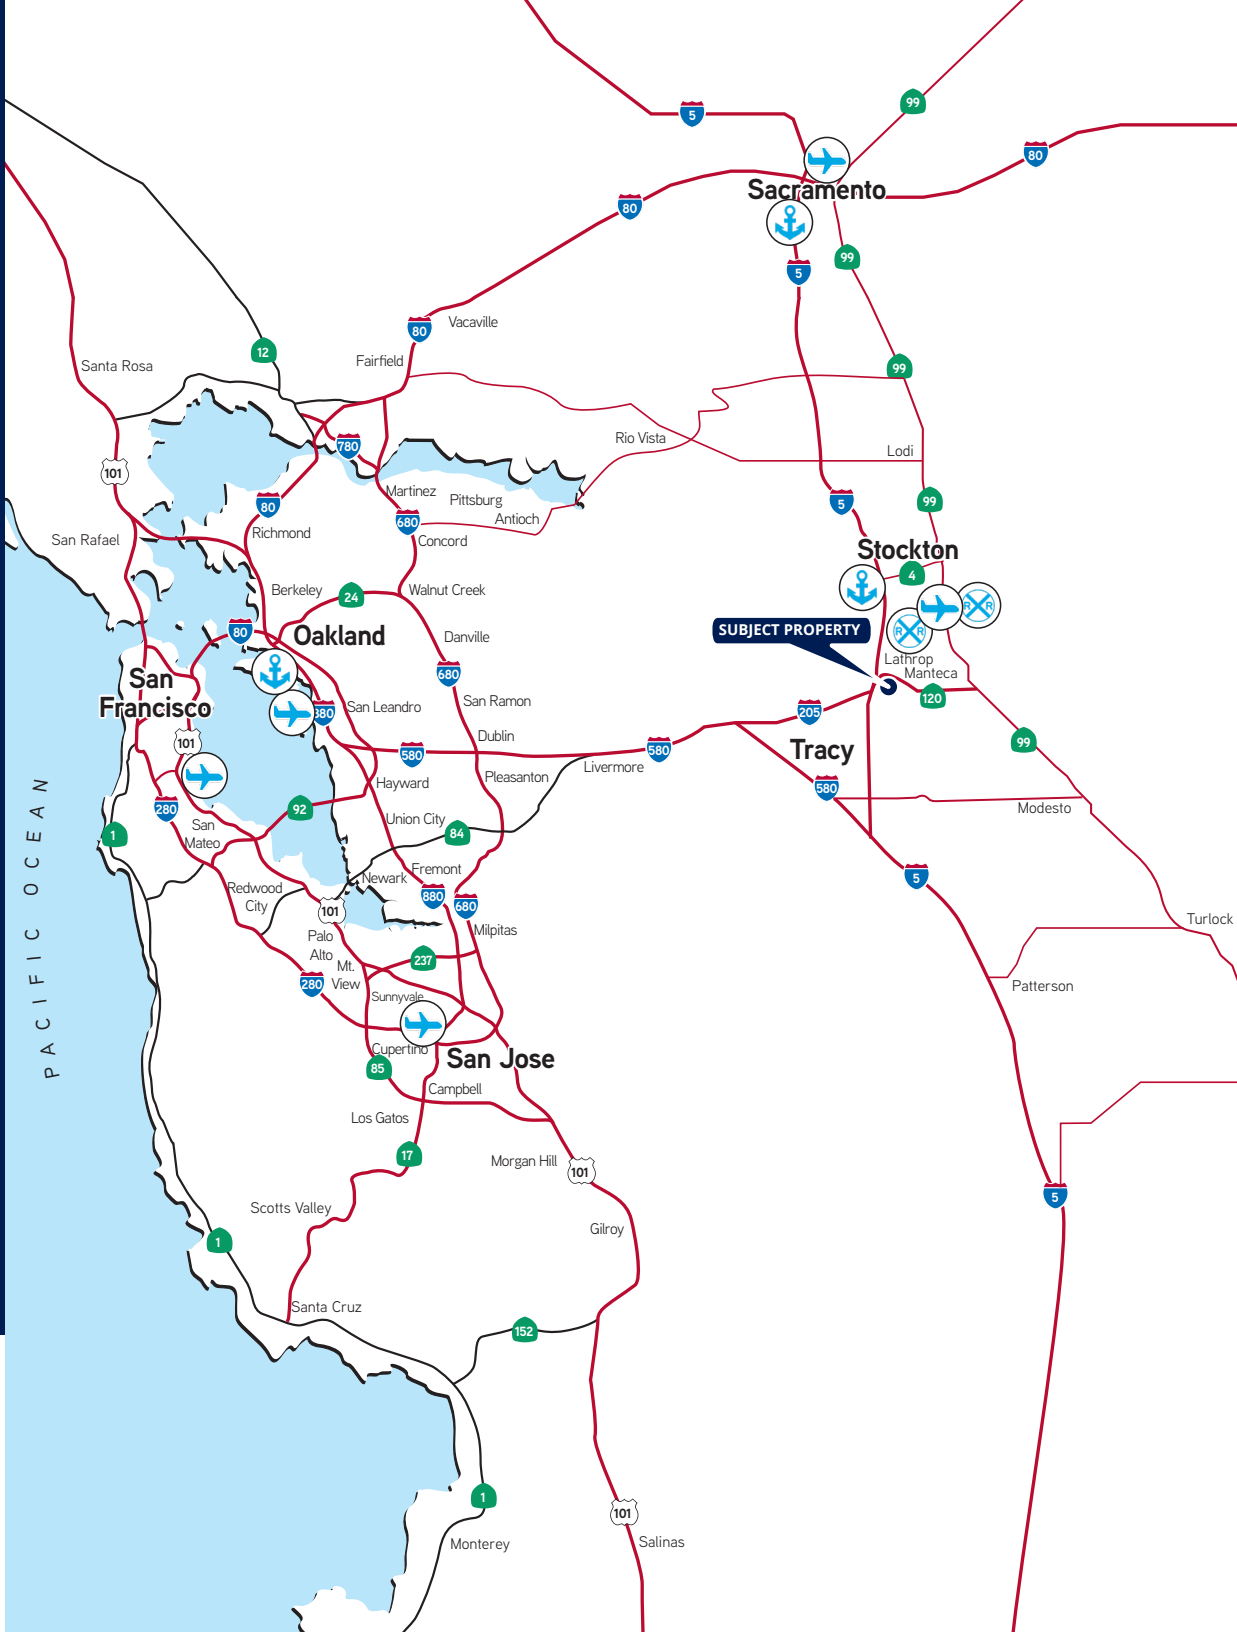 99
5
80
Sacramento
80
99
5
80
Vacaville
12
Fairfield
Santa Rosa
99
Rio Vista
780
Lodi
101
Martinez
Pittsburg
99
5
80
Antioch
680
Richmond
San Rafael
Concord
Stockton
4
Berkeley
24
Walnut Creek
R R
80
Oakland
Danville
SUBJECT PROPERTY
R R
Lathrop
Manteca
680
San
Francisco
San Ramon
120
880
San Leandro
205
101
Dublin
99
580
580
Tracy
Livermore
Pleasanton
Hayward
580
280
92
Modesto
Union City
San
Mateo
84
1
PACIFIC OCEAN
Fremont
Newark
5
Redwood
City
880
680
101
Turlock
Milpitas
Palo
Alto
237
Mt.
View
280
Patterson
Sunnyvale
Cupertino
San Jose
85
Campbell
Los Gatos
17
Morgan Hill
101
5
Scotts Valley
Gilroy
1
Santa Cruz
152
1
101
Monterey
Salinas